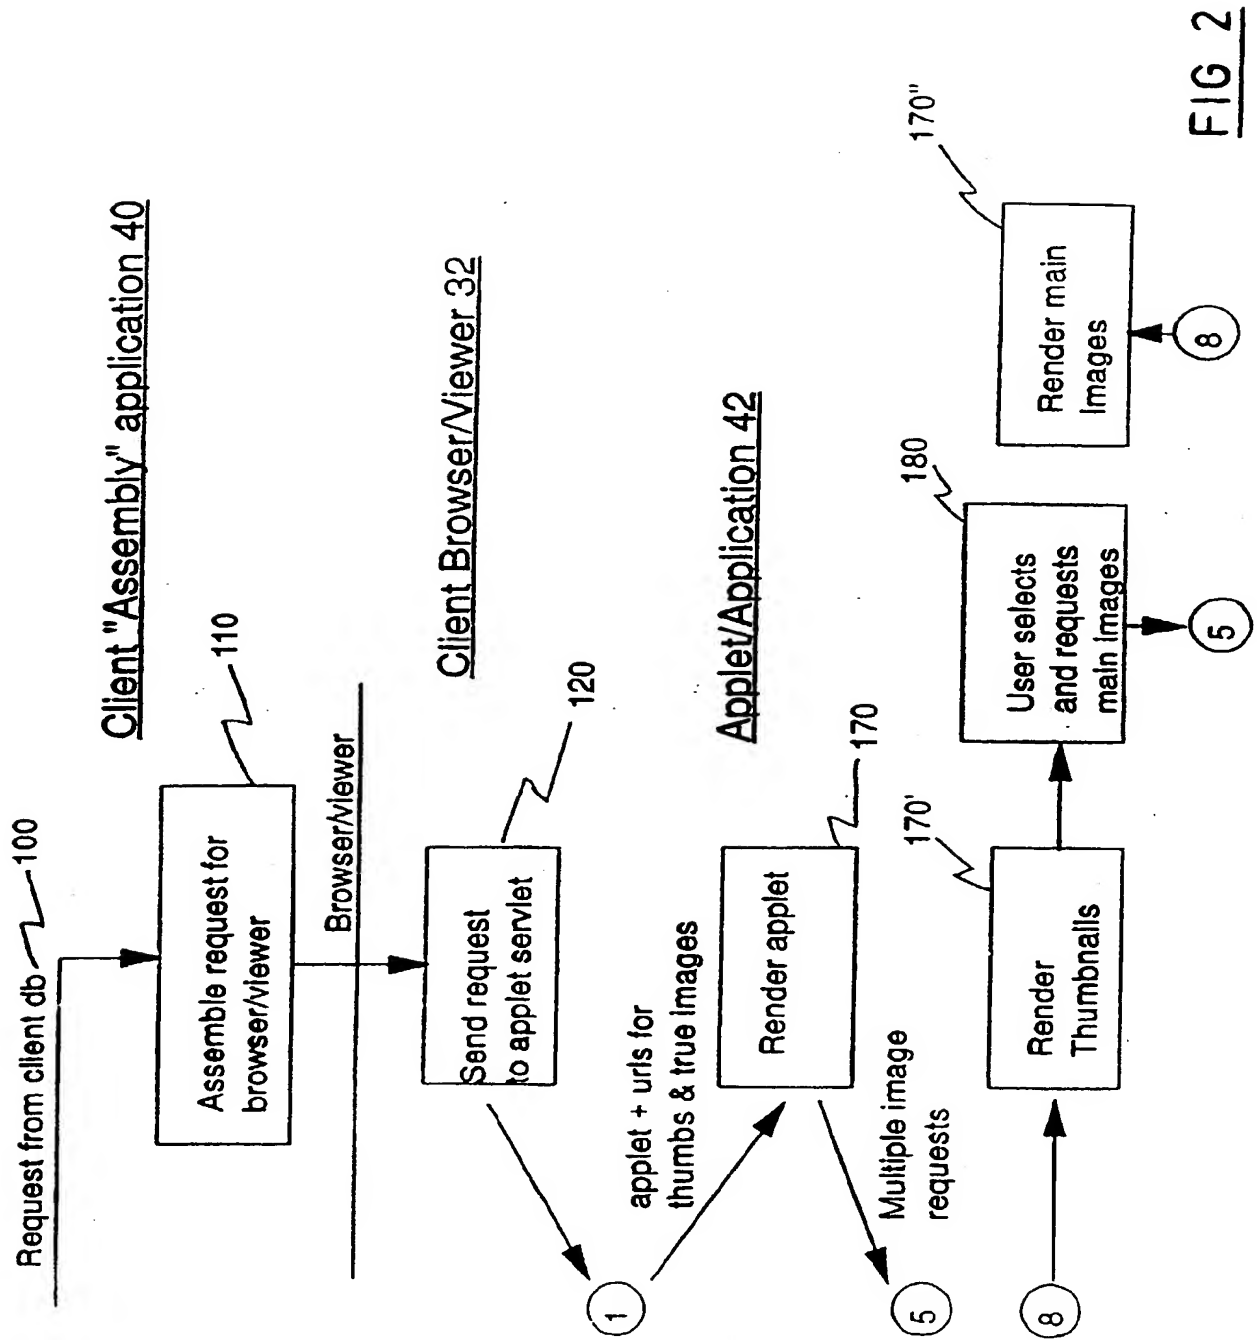 Request from client db
100
Client "Assembly" application 40
Assemble request for
browser/viewer
110
Browser/viewer
Client Browser/Viewer 32
Send request
to applet servlet
120
1
applet + urls for
thumbs & true images
Applet/Application 42
Render applet
170
Multiple image
requests
5
8
Render
Thumbnails
170'
User selects
and requests
main images
180
5
Render main
Images
170"
8
FIG 2